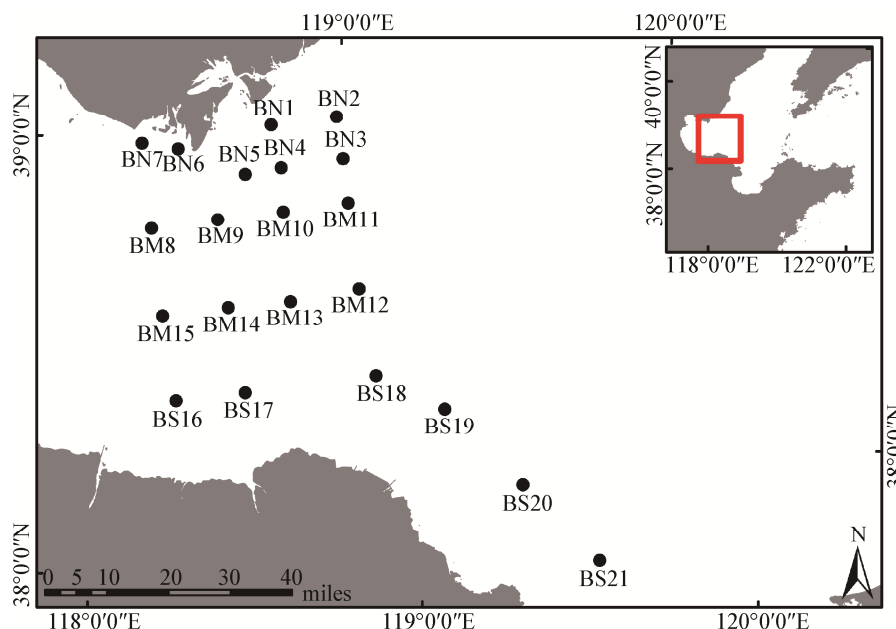 119°0′0″E
120°0′0″E
39°0′0″N
40°0′0″N
38°0′0″N
118°0′0″E
122°0′0″E
BN1
BN2
BN3
BN4
BN5
BN7
BN6
BM11
BM10
BM9
BM8
BM12
BM13
BM14
BM15
BS18
BS17
BS16
BS19
38°0′0″N
BS20
BS21
N
38°0′0″N
0 5 10 20 30 40
miles
118°0′0″E
119°0′0″E
120°0′0″E